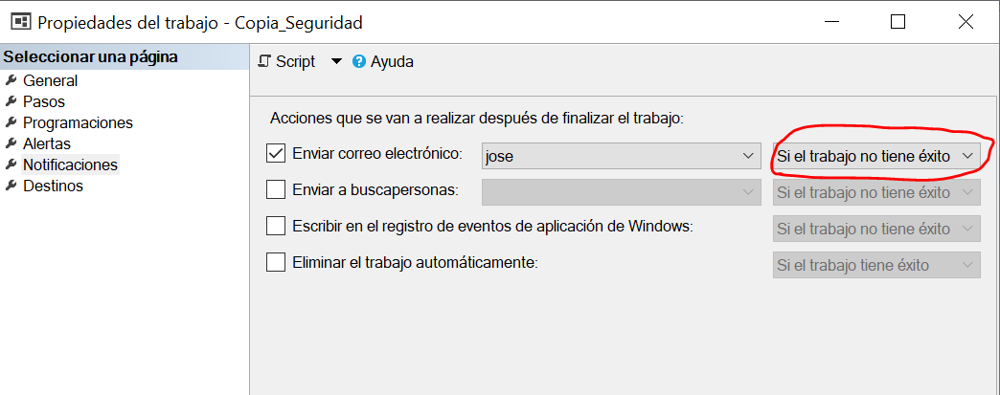 Propiedades del trabajo - Copia_Seguridad
Seleccionar una página
General
Pasos
Programaciones
Alertas
Notificaciones
Destinos
Script
Ayuda
Acciones que se van a realizar después de finalizar el trabajo:
Enviar correo electrónico: jose Si el trabajo no tiene éxito
Enviar a buscapersonas: Si el trabajo no tiene éxito
Escribir en el registro de eventos de aplicación de Windows: Si el trabajo no tiene éxito
Eliminar el trabajo automáticamente: Si el trabajo tiene éxito